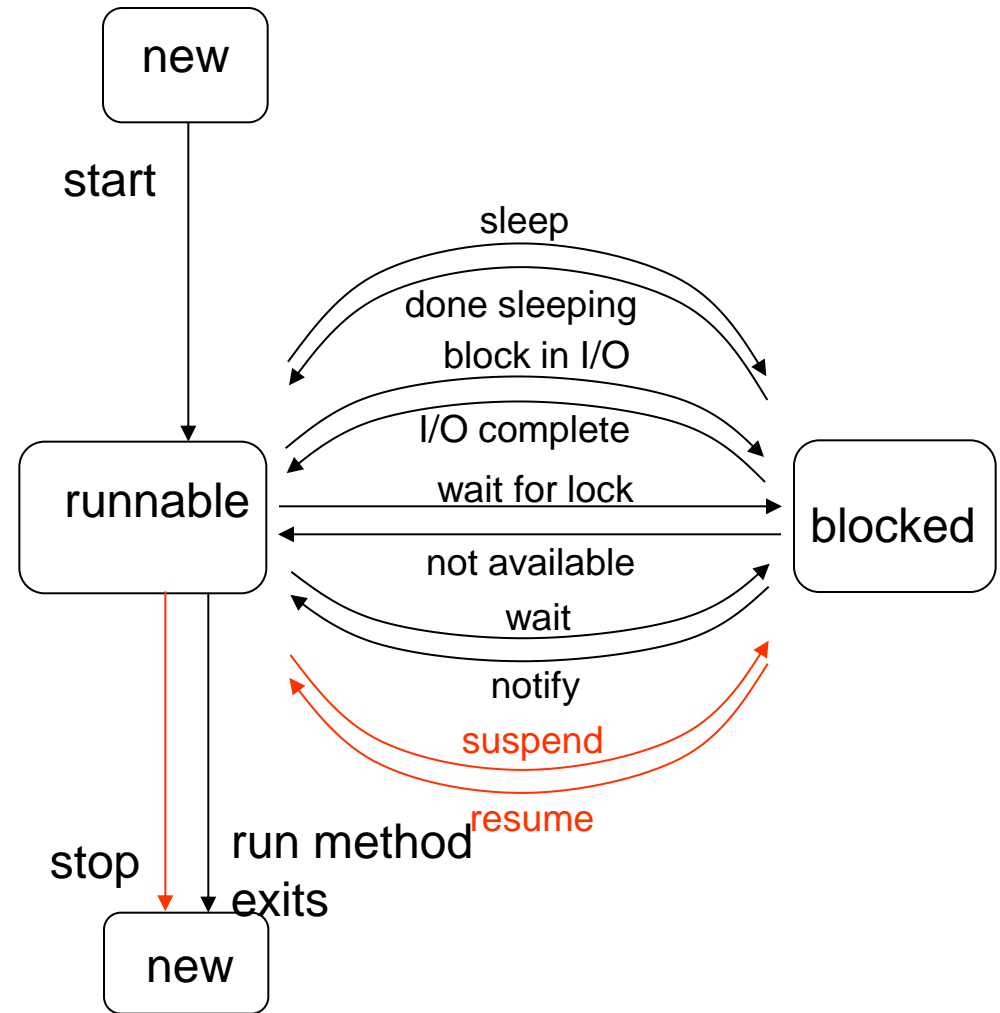 new
start
sleep
done sleeping
block in I/O
I/O complete
wait for lock
runnable
blocked
not available
wait
notify
suspend
resume
stop
run method
exits
new